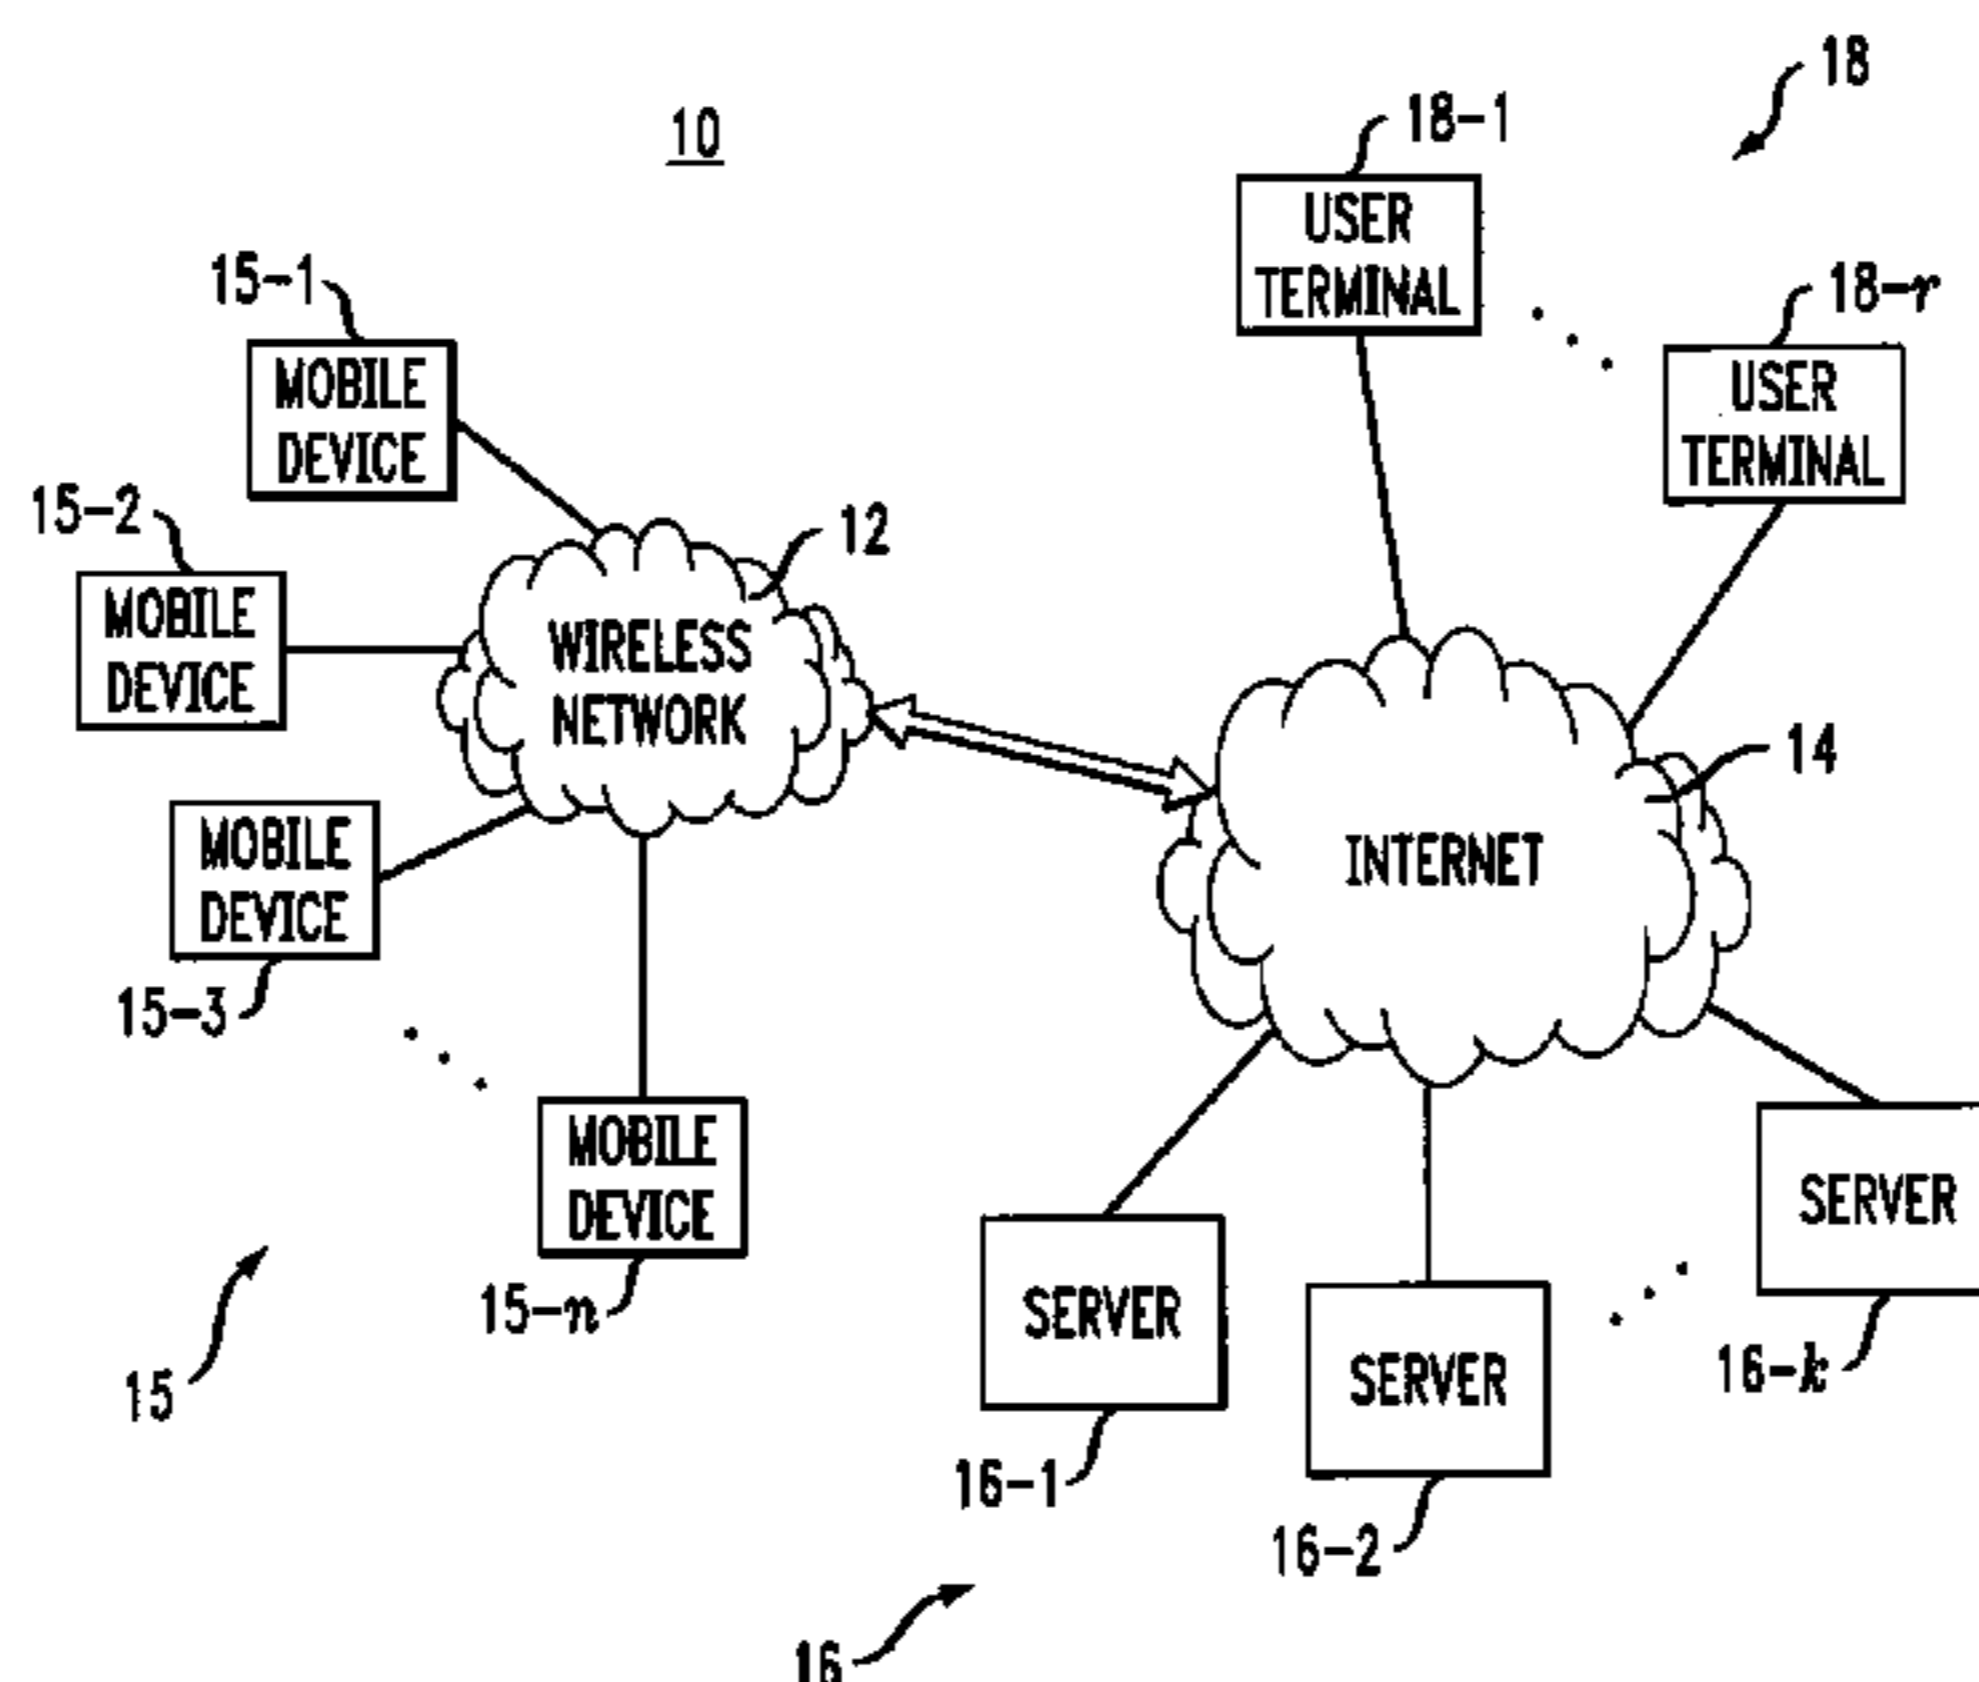 18
10
18-1
USER
TERMINAL
15-1
18-r
MOBILE
DEVICE
USER
TERMINAL
15-2
12
MOBILE
DEVICE
WIRELESS
NETWORK
14
MOBILE
DEVICE
INTERNET
15-3
MOBILE
DEVICE
SERVER
15-n
SERVER
SERVER
15
16-k
16-1
16-2
16